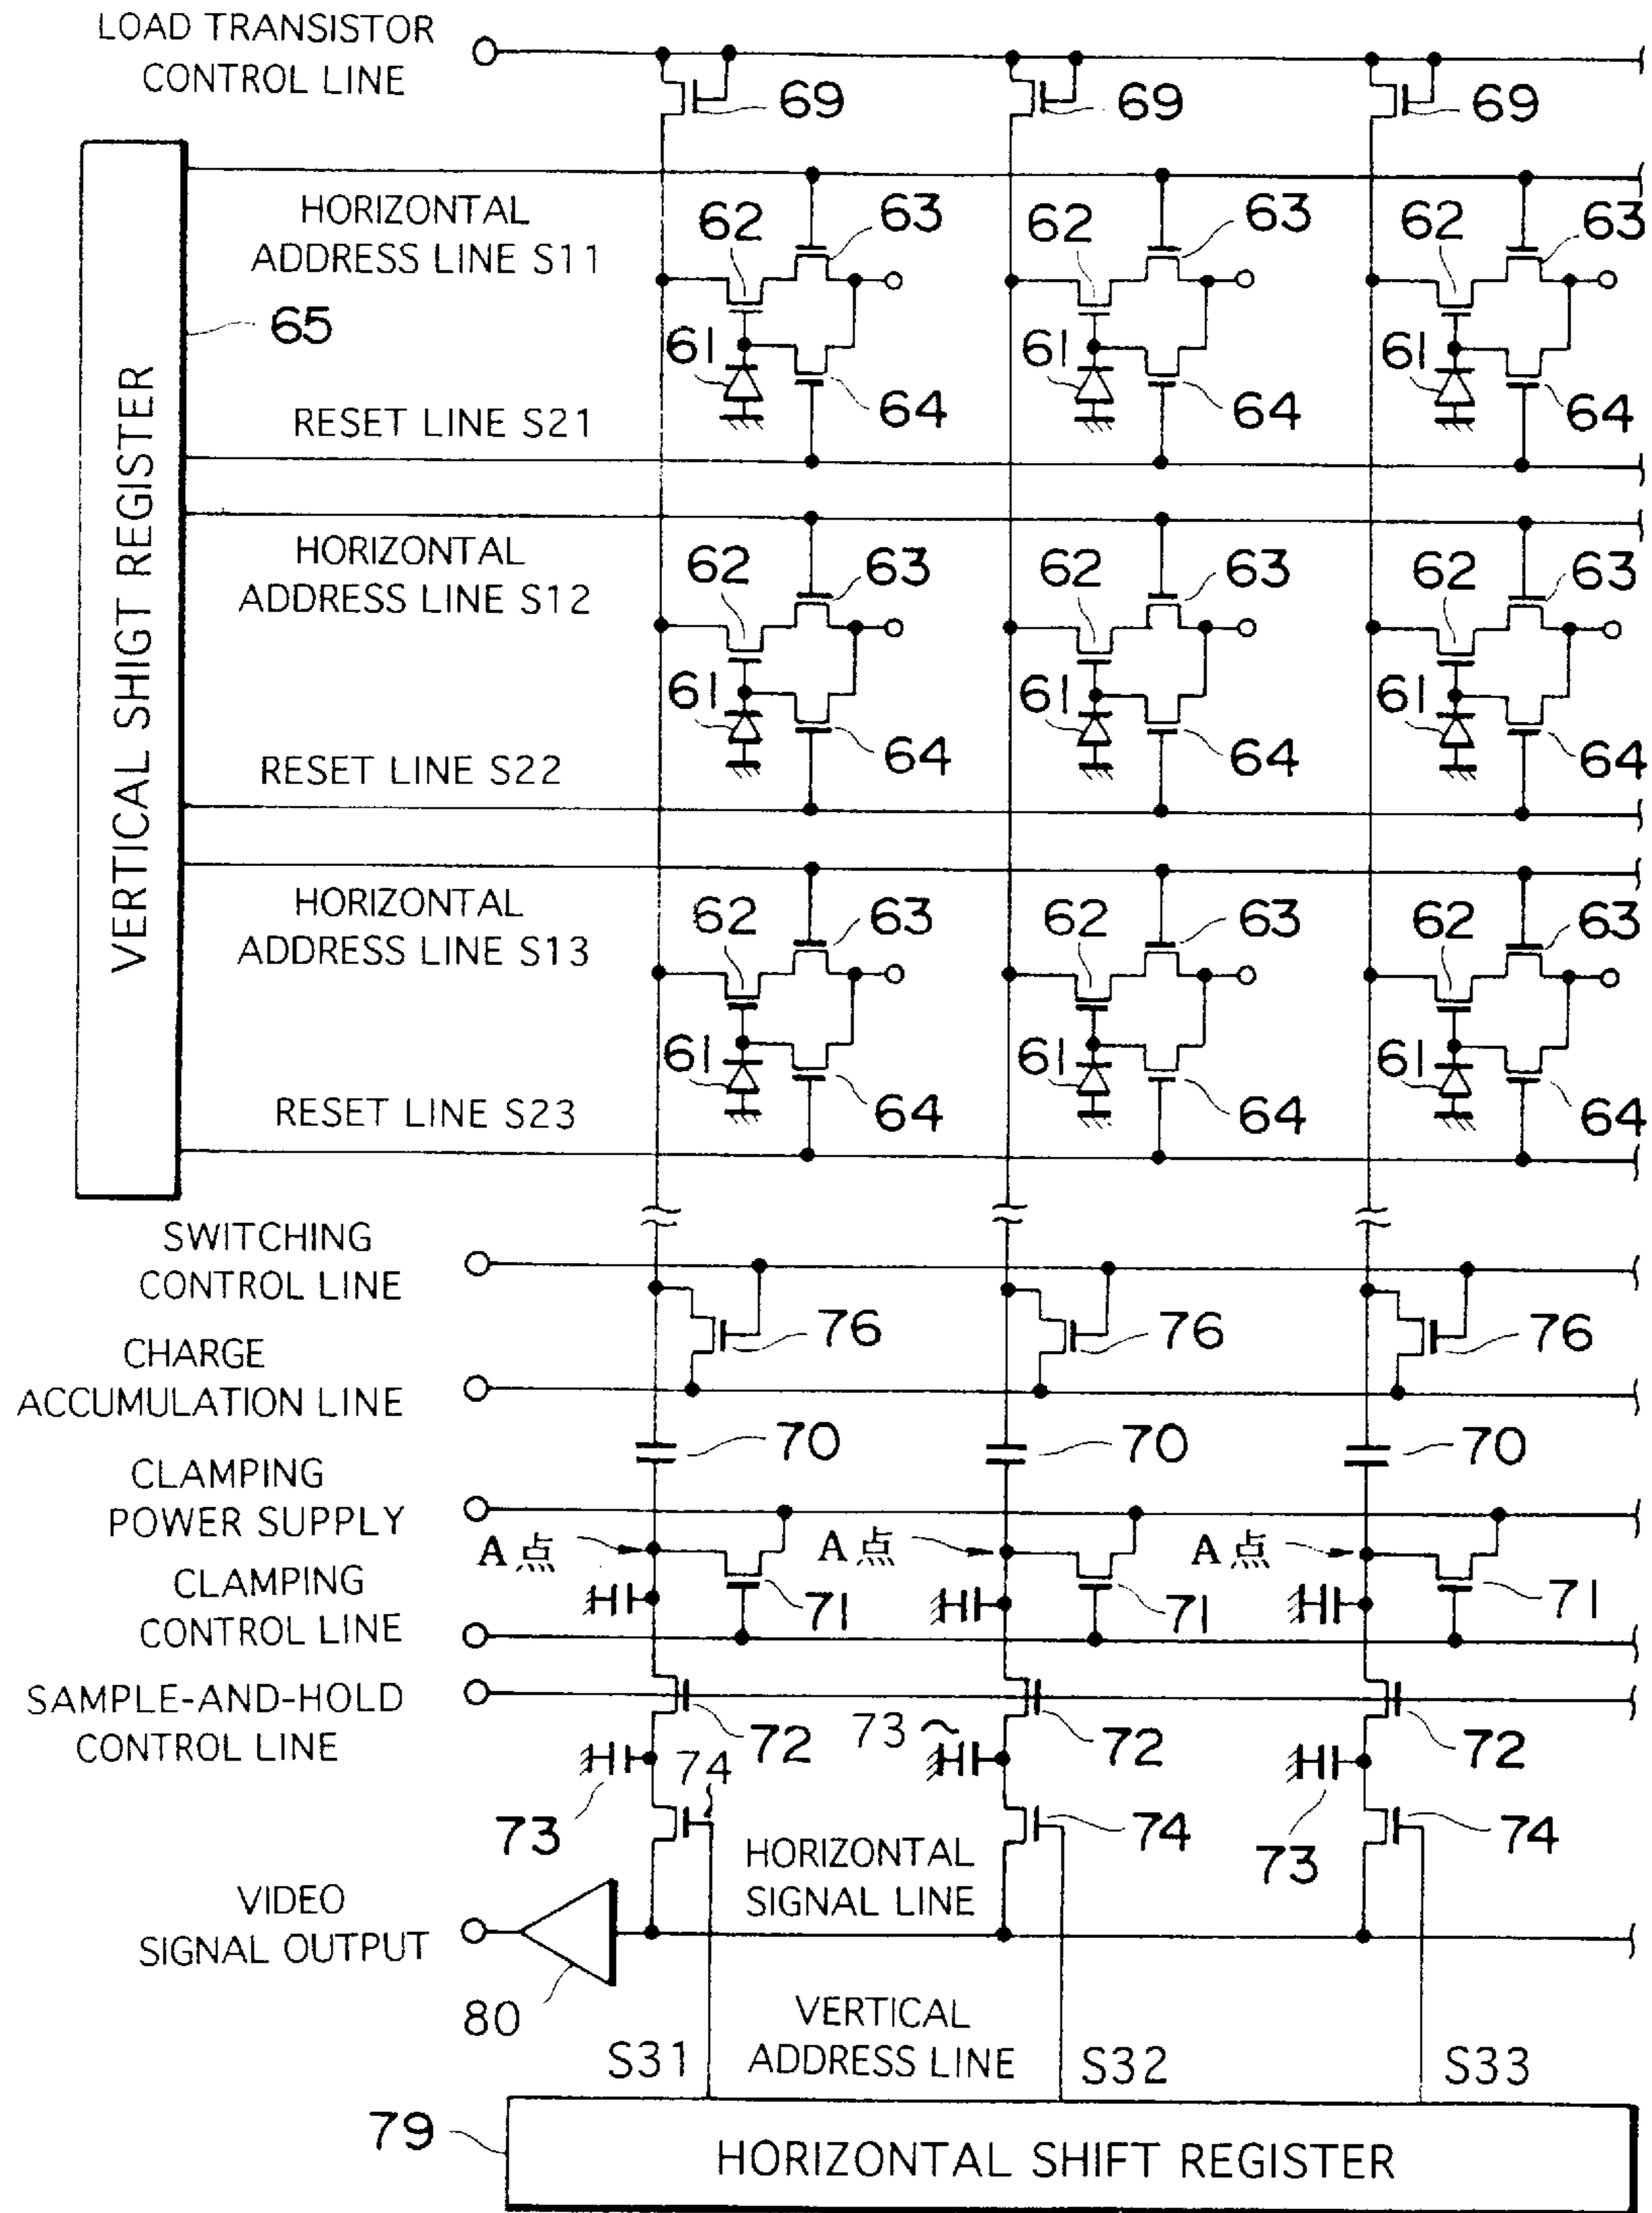 LOAD TRANSISTOR
CONTROL LINE
69
69
69
VERTICAL SHIGT REGISTER
65
HORIZONTAL
ADDRESS LINE S11
62
63
62
63
62
63
61
61
61
64
64
64
RESET LINE S21
HORIZONTAL
ADDRESS LINE S12
62
63
62
63
62
63
61
61
61
64
64
64
RESET LINE S22
HORIZONTAL
ADDRESS LINE S13
62
63
62
63
62
63
61
61
61
64
64
64
RESET LINE S23
SWITCHING
CONTROL LINE
76
76
76
CHARGE
ACCUMULATION LINE
70
70
70
CLAMPING
POWER SUPPLY
A点
A点
A点
CLAMPING
CONTROL LINE
71
71
71
SAMPLE-AND-HOLD
CONTROL LINE
72
73
72
72
73
74
74
73
74
HORIZONTAL
SIGNAL LINE
VIDEO
SIGNAL OUTPUT
80
VERTICAL
ADDRESS LINE
S31
S32
S33
79
HORIZONTAL SHIFT REGISTER